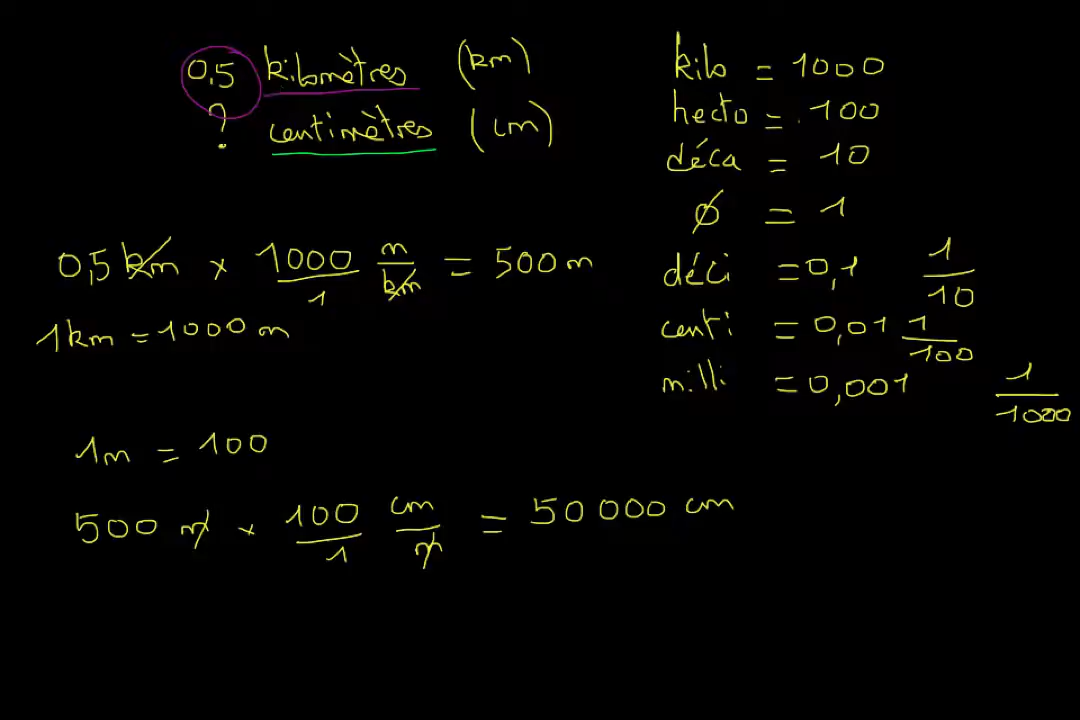 0,5 kilomètres (km)
? centimètres (cm)
kilo = 1000
hecto = 100
déca = 10
∅ = 1
déci = 0,1 1/10
centi = 0,01 1/100
milli = 0,001 1/1000
0,5 km × 1000/1 m/km = 500 m
1 km = 1000 m
1 m = 100
500 m × 100/1 cm/m = 50 000 cm